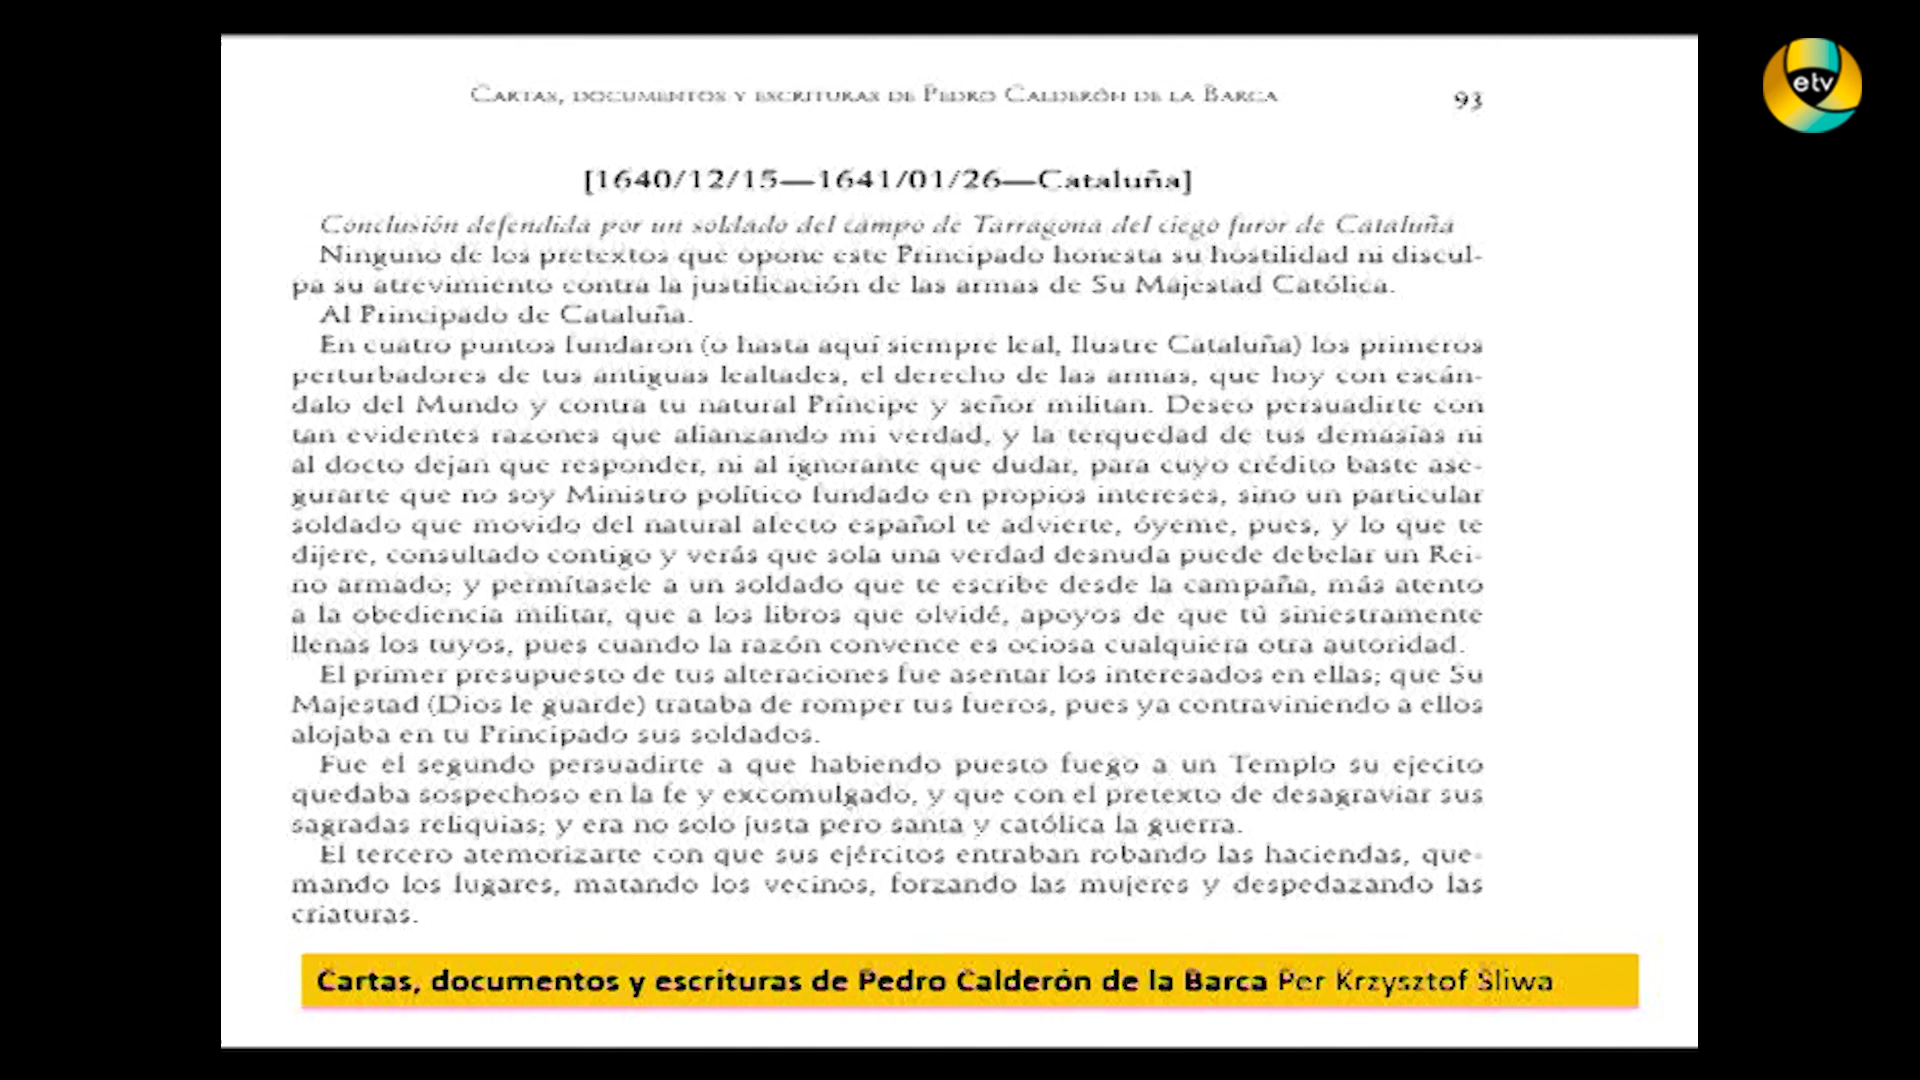 CARTAS, DOCUMENTOS Y ESCRITURAS DE PEDRO CALDERÓN DE LA BARCA
93
[1640/12/15—1641/01/26—Cataluña]
Conclusión defendida por un soldado del campo de Tarragona del ciego furor de Cataluña
Ninguno de los pretextos que opone este Principado honesta su hostilidad ni discul-
pa su atrevimiento contra la justificación de las armas de Su Majestad Católica.
Al Principado de Cataluña.
En cuatro puntos fundaron (o hasta aquí siempre leal, Ilustre Cataluña) los primeros
perturbadores de tus antiguas lealtades, el derecho de las armas, que hoy con escán-
dalo del Mundo y contra tu natural Príncipe y señor militan. Deseo persuadirte con
tan evidentes razones que afianzando mi verdad, y la terquedad de tus demasías ni
al docto dejan que responder, ni al ignorante que dudar, para cuyo crédito baste ase-
gurarte que no soy Ministro político fundado en propios intereses, sino un particular
soldado que movido del natural afecto español te advierte, óyeme, pues, y lo que te
dijere, consultado contigo y verás que sola una verdad desnuda puede debelar un Rei-
no armado; y permítasele a un soldado que te escribe desde la campaña, más atento
a la obediencia militar, que a los libros que olvidé, apoyos de que tú siniestramente
llenas los tuyos, pues cuando la razón convence es ociosa cualquiera otra autoridad.
El primer presupuesto de tus alteraciones fue asentar los interesados en ellas; que Su
Majestad (Dios le guarde) trataba de romper tus fueros, pues ya contraviniendo a ellos
alojaba en tu Principado sus soldados.
Fue el segundo persuadirte a que habiendo puesto fuego a un Templo su ejecito
quedaba sospechoso en la fe y excomulgado, y que con el pretexto de desagraviar sus
sagradas reliquias; y era no solo justa pero santa y católica la guerra.
El tercero atemorizarte con que sus ejércitos entraban robando las haciendas, que-
mando los lugares, matando los vecinos, forzando las mujeres y despedazando las
criaturas.
Cartas, documentos y escrituras de Pedro Calderón de la Barca Per Krzysztof Sliwa
etv